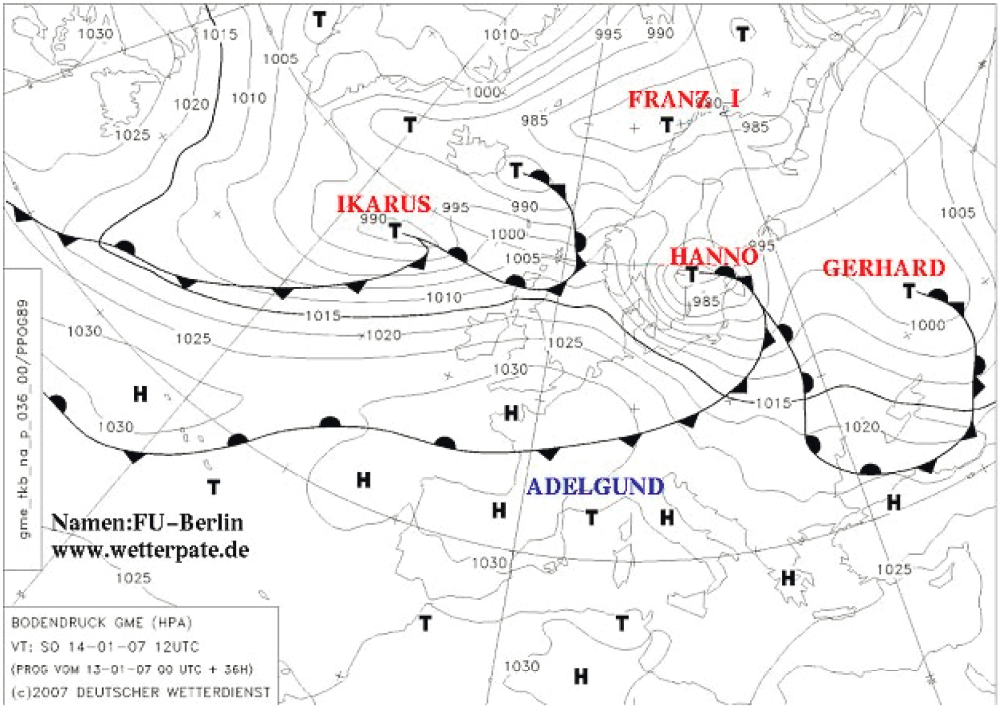 T
1030
1015
1010
995
990
T
1005
1000
1020
1010
FRANZ I
990
985
T
T
985
1025
T
IKARUS
995
990
990
T
1000
1005
1005
HANNO
995
T
GERHARD
T
985
1010
1015
1000
1030
1025
1020
1025
1030
H
H
1015
1030
1020
H
T
ADELGUND
H
T
H
H
Namen:FU-Berlin
www.wetterpate.de
1030
1025
H
1025
T
T
1030
H
gme_tkb_na_p_036_00/PPOG89
BODENDRUCK GME (HPA)
VT: SO 14-01-07 12UTC
(PROG VOM 13-01-07 00 UTC + 36H)
(c)2007 DEUTSCHER WETTERDIENST